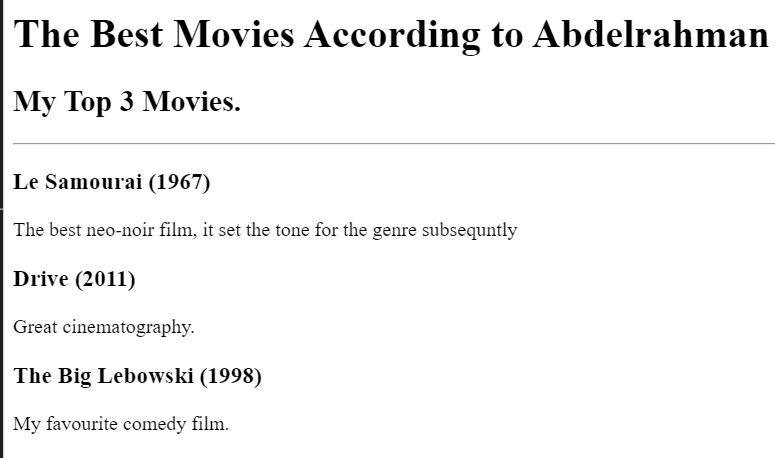 The Best Movies According to Abdelrahman
My Top 3 Movies.
Le Samourai (1967)
The best neo-noir film, it set the tone for the genre subsequntly
Drive (2011)
Great cinematography.
The Big Lebowski (1998)
My favourite comedy film.